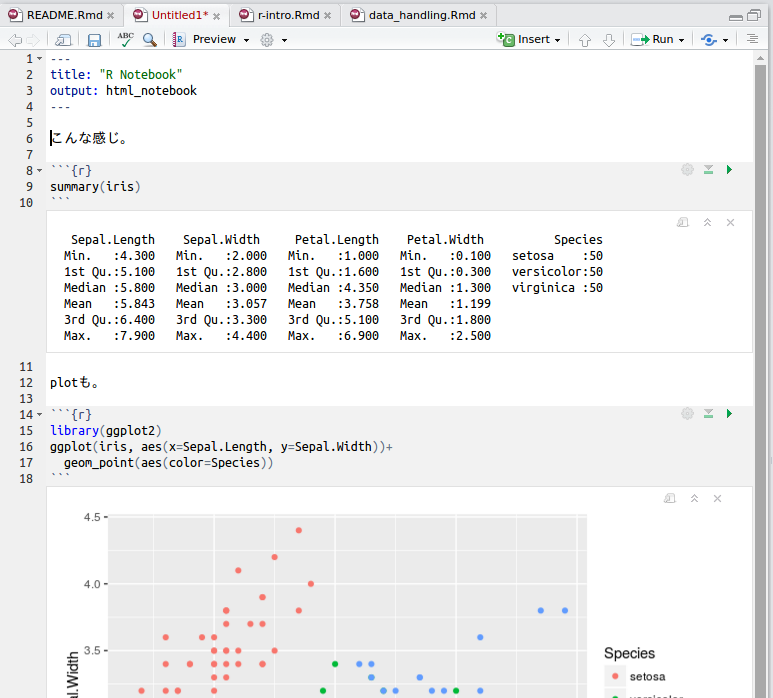 README.Rmd × Untitled1* × r-intro.Rmd × data_handling.Rmd ×
ABC Preview Insert Run
1 ---
2 title: "R Notebook"
3 output: html_notebook
4 ---
5
6 こんな感じ。
7
8 ```{r}
9 summary(iris)
10 ```
Sepal.Length Sepal.Width Petal.Length Petal.Width Species
Min. :4.300 Min. :2.000 Min. :1.000 Min. :0.100 setosa :50
1st Qu.:5.100 1st Qu.:2.800 1st Qu.:1.600 1st Qu.:0.300 versicolor:50
Median :5.800 Median :3.000 Median :4.350 Median :1.300 virginica :50
Mean :5.843 Mean :3.057 Mean :3.758 Mean :1.199
3rd Qu.:6.400 3rd Qu.:3.300 3rd Qu.:5.100 3rd Qu.:1.800
Max. :7.900 Max. :4.400 Max. :6.900 Max. :2.500
11
12 plotも。
13
14 ```{r}
15 library(ggplot2)
16 ggplot(iris, aes(x=Sepal.Length, y=Sepal.Width))+
17 geom_point(aes(color=Species))
18 ```
4.5
4.0
3.5
al.Width
Species
setosa